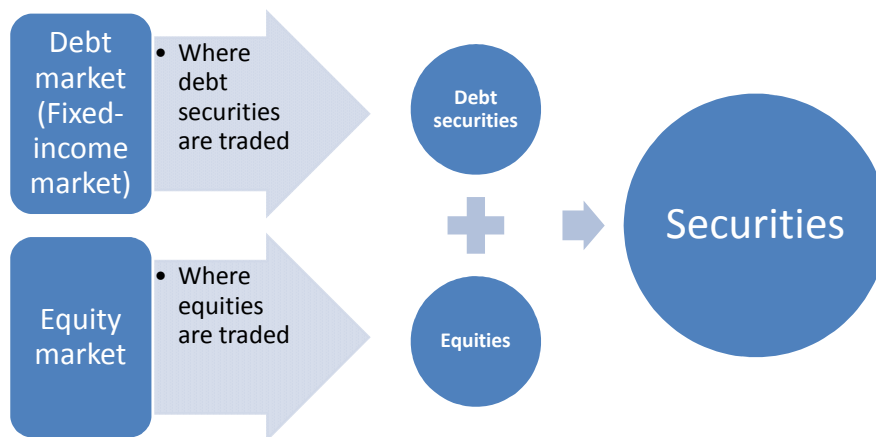 Debt
market
(Fixed-
income
market)
• Where
debt
securities
are traded
Equity
market
• Where
equities
are traded
Debt
securities
Equities
Securities